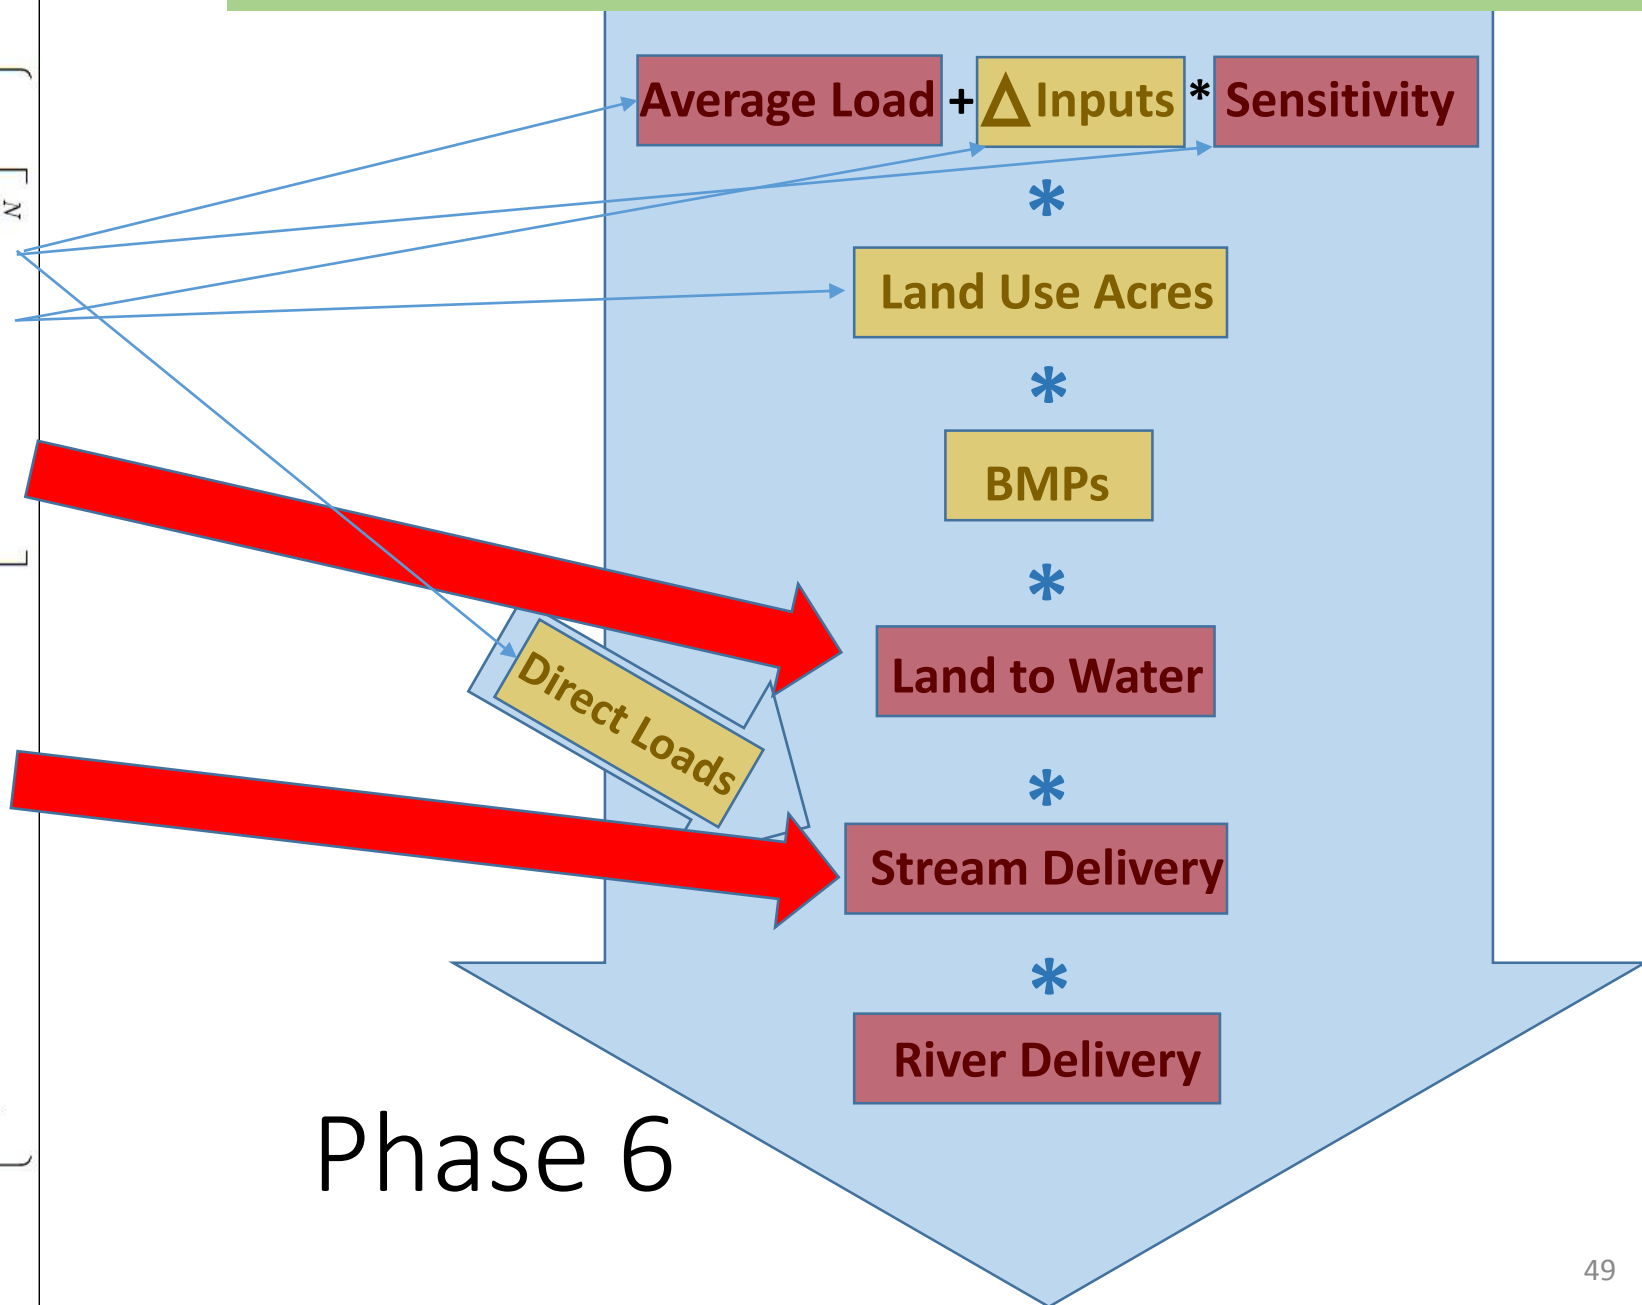 Average Load + Δ Inputs * Sensitivity
*
Land Use Acres
*
BMPs
*
Land to Water
Direct Loads
*
Stream Delivery
*
River Delivery
Phase 6
49
N